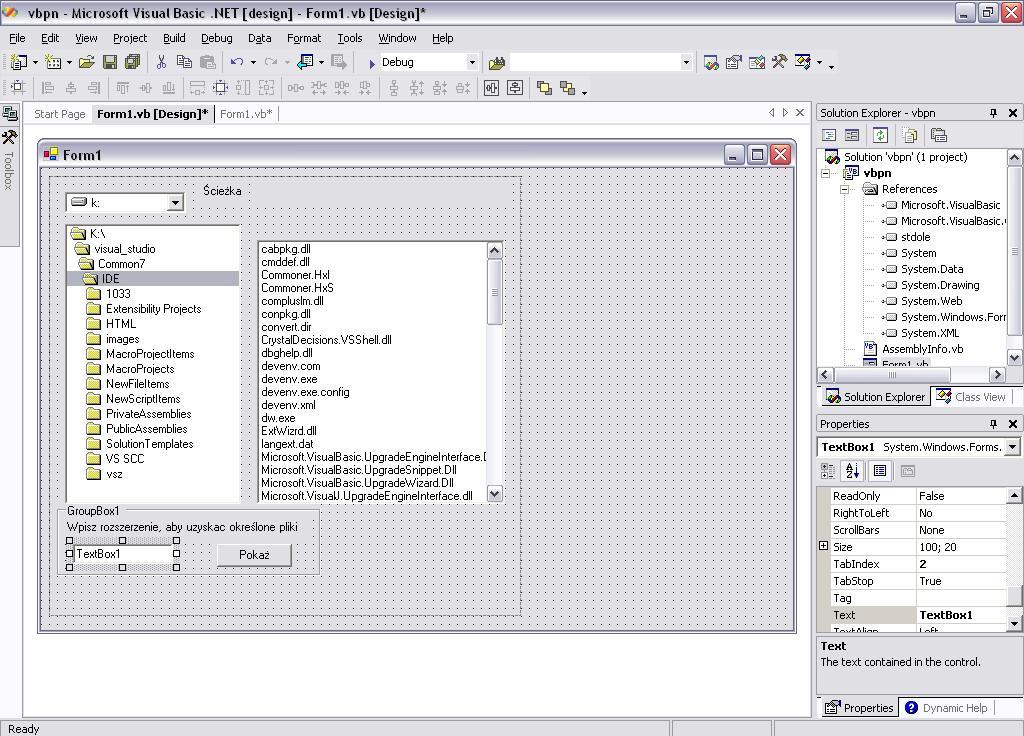 vbpn - Microsoft Visual Basic .NET [design] - Form1.vb [Design]*
File Edit View Project Build Debug Data Format Tools Window Help
Debug
Start Page Form1.vb [Design]* Form1.vb*
Toolbox
Form1
Ścieżka
k:
K:\
visual_studio
Common7
IDE
1033
Extensibility Projects
HTML
images
MacroProjectItems
MacroProjects
NewFileItems
NewScriptItems
PrivateAssemblies
PublicAssemblies
SolutionTemplates
VS SCC
vsz
cabpkg.dll
cmddef.dll
Commoner.HxI
Commoner.HxS
compluslm.dll
conpkg.dll
convert.dir
CrystalDecisions.VSShell.dll
dbghelp.dll
devenv.com
devenv.exe
devenv.exe.config
devenv.xml
dw.exe
ExtWizrd.dll
langext.dat
Microsoft.VisualBasic.UpgradeEngineInterface.D
Microsoft.VisualBasic.UpgradeSnippet.Dll
Microsoft.VisualBasic.UpgradeWizard.Dll
Microsoft.VisualJ.UpgradeEngineInterface.dll
GroupBox1
Wpisz rozszerzenie, aby uzyskac określone pliki
TextBox1
Pokaż
Solution Explorer - vbpn
Solution 'vbpn' (1 project)
vbpn
References
Microsoft.VisualBasic
Microsoft.VisualBasic.
stdole
System
System.Data
System.Drawing
System.Web
System.Windows.For
System.XML
AssemblyInfo.vb
Form1.vb
Solution Explorer Class View
Properties
TextBox1 System.Windows.Forms.
ReadOnly False
RightToLeft No
ScrollBars None
Size 100; 20
TabIndex 2
TabStop True
Tag
Text TextBox1
TextAlign Left
Text
The text contained in the control.
Properties Dynamic Help
Ready